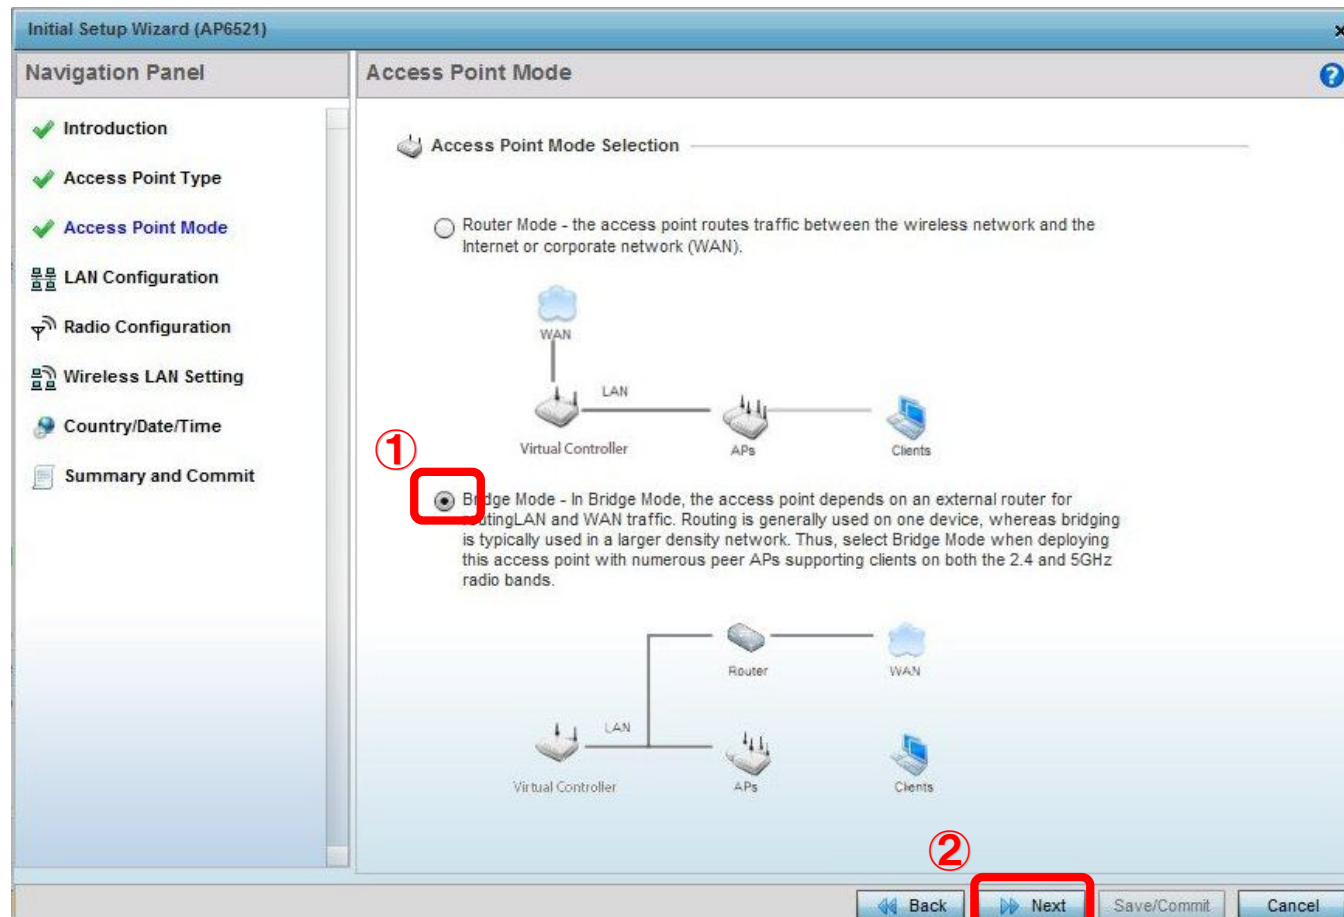 Initial Setup Wizard (AP6521)
Navigation Panel
Introduction
Access Point Type
Access Point Mode
LAN Configuration
Radio Configuration
Wireless LAN Setting
Country/Date/Time
Summary and Commit
Access Point Mode
Access Point Mode Selection
Router Mode - the access point routes traffic between the wireless network and the
Internet or corporate network (WAN).
WAN
LAN
Virtual Controller
APs
Clients
①
Bridge Mode - In Bridge Mode, the access point depends on an external router for
routingLAN and WAN traffic. Routing is generally used on one device, whereas bridging
is typically used in a larger density network. Thus, select Bridge Mode when deploying
this access point with numerous peer APs supporting clients on both the 2.4 and 5GHz
radio bands.
Router
WAN
LAN
Virtual Controller
APs
Clients
②
Back
Next
Save/Commit
Cancel